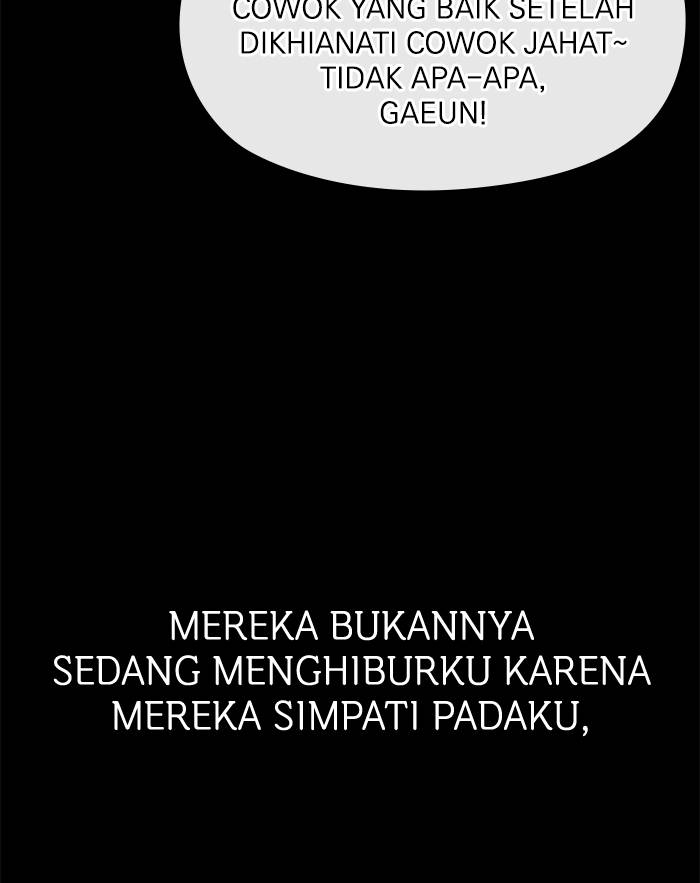 COWOK YANG BAIK SETELAH
DIKHIANATI COWOK JAHAT~
TIDAK APA-APA,
GAEUN!
MEREKA BUKANNYA
SEDANG MENGHIBURKU KARENA
MEREKA SIMPATI PADAKU,